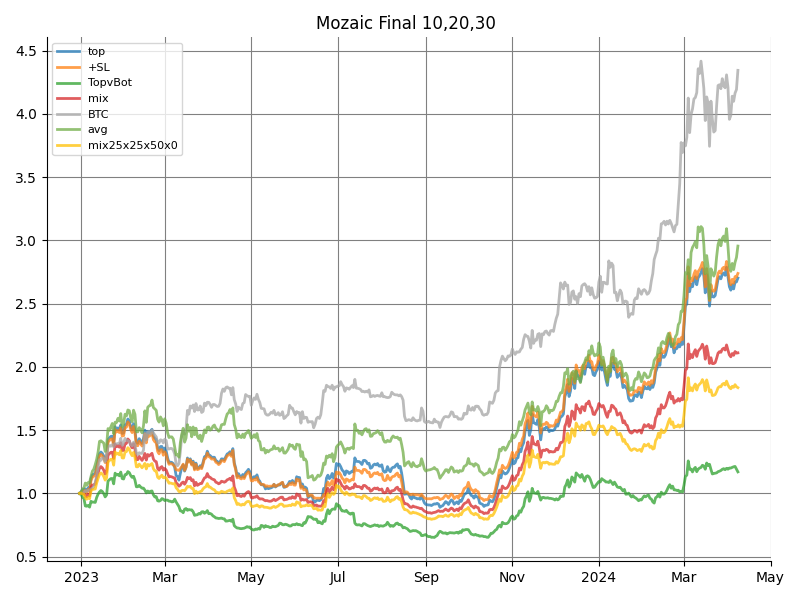 Mozaic Final 10,20,30
4.5
4.0
3.5
3.0
2.5
2.0
1.5
1.0
0.5
top
+SL
TopvBot
mix
BTC
avg
mix25x25x50x0
2023 Mar May Jul Sep Nov 2024 Mar May